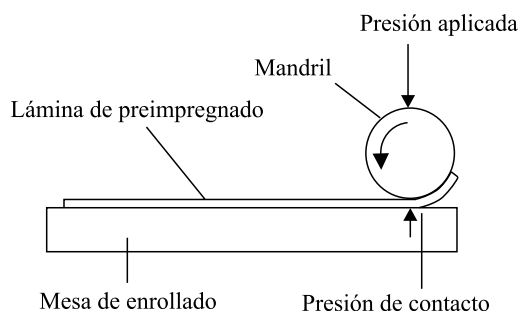 Presión aplicada
Mandril
Lámina de preimpregnado
Mesa de enrollado
Presión de contacto